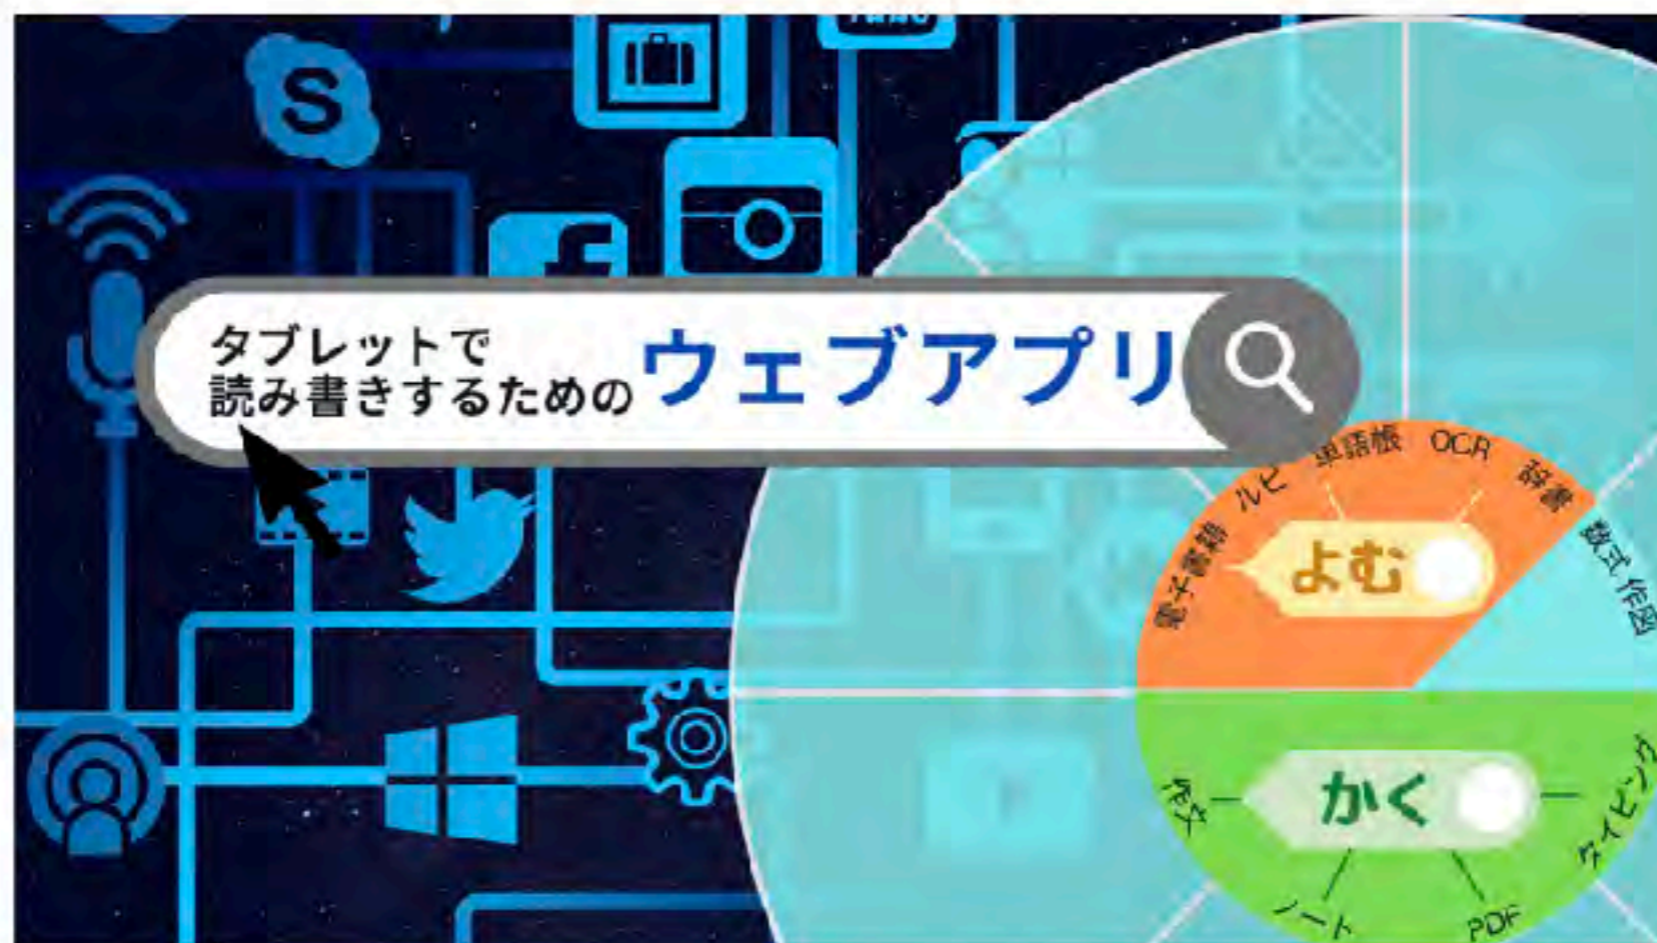 タブレットで
読み書きするための
ウェブアプリ
電子書籍
ルビ
単語帳
OCR
辞書
よむ
数式
作図
かく
作文
ノート
PDF
タイピング